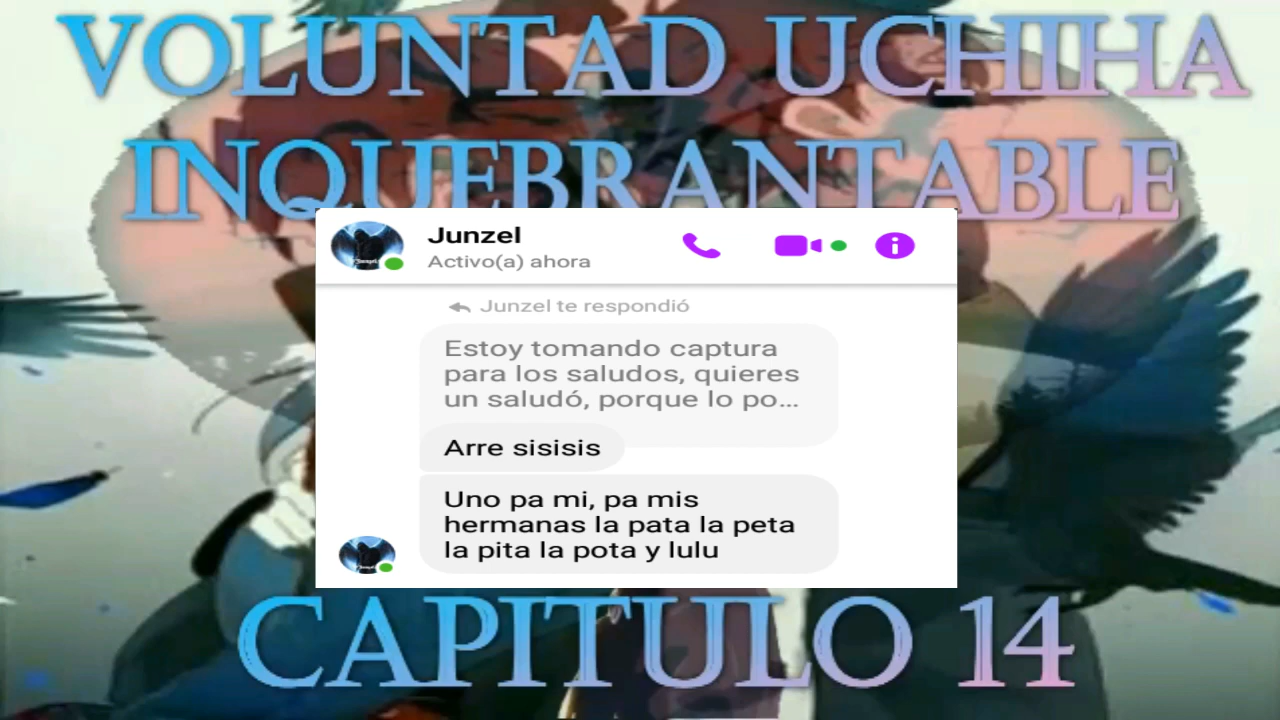 VOLUNTAD UCHIHA
INQUEBRANTABLE
Junzel
Activo(a) ahora
Junzel te respondió
Estoy tomando captura
para los saludos, quieres
un saludó, porque lo po...
Arre sisisis
Uno pa mi, pa mis
hermanas la pata la peta
la pita la pota y lulu
CAPITULO 14